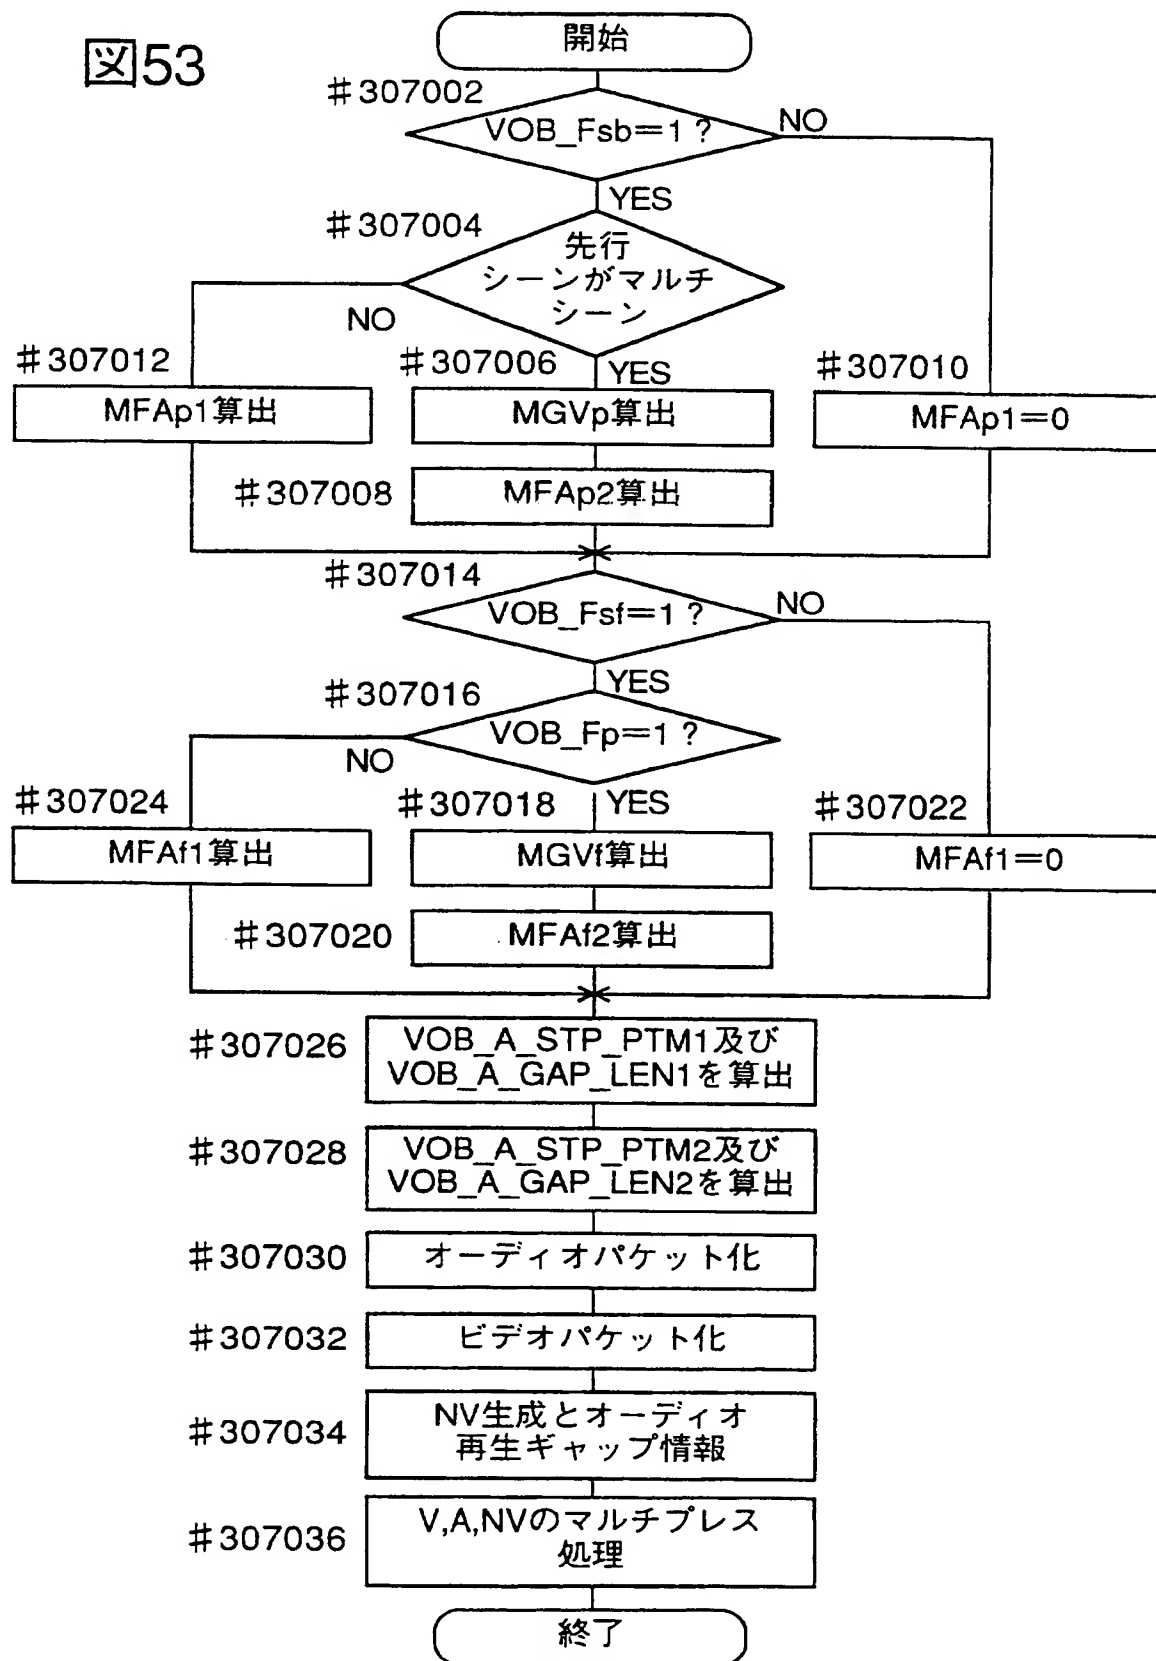 図53
開始
#307002
VOB_Fsb=1?
NO
YES
#307004
先行
シーンがマルチ
シーン
NO
YES
#307012
MFAp1算出
#307006
MGVp算出
#307010
MFAp1=0
#307008
MFAp2算出
#307014
VOB_Fsf=1?
NO
YES
#307016
VOB_Fp=1?
NO
YES
#307024
MFAf1算出
#307018
MGVf算出
#307022
MFAf1=0
#307020
MFAf2算出
#307026
VOB_A_STP_PTM1及び
VOB_A_GAP_LEN1を算出
#307028
VOB_A_STP_PTM2及び
VOB_A_GAP_LEN2を算出
#307030
オーディオパケット化
#307032
ビデオパケット化
#307034
NV生成とオーディオ
再生ギャップ情報
#307036
V,A,NVのマルチプレス
処理
終了